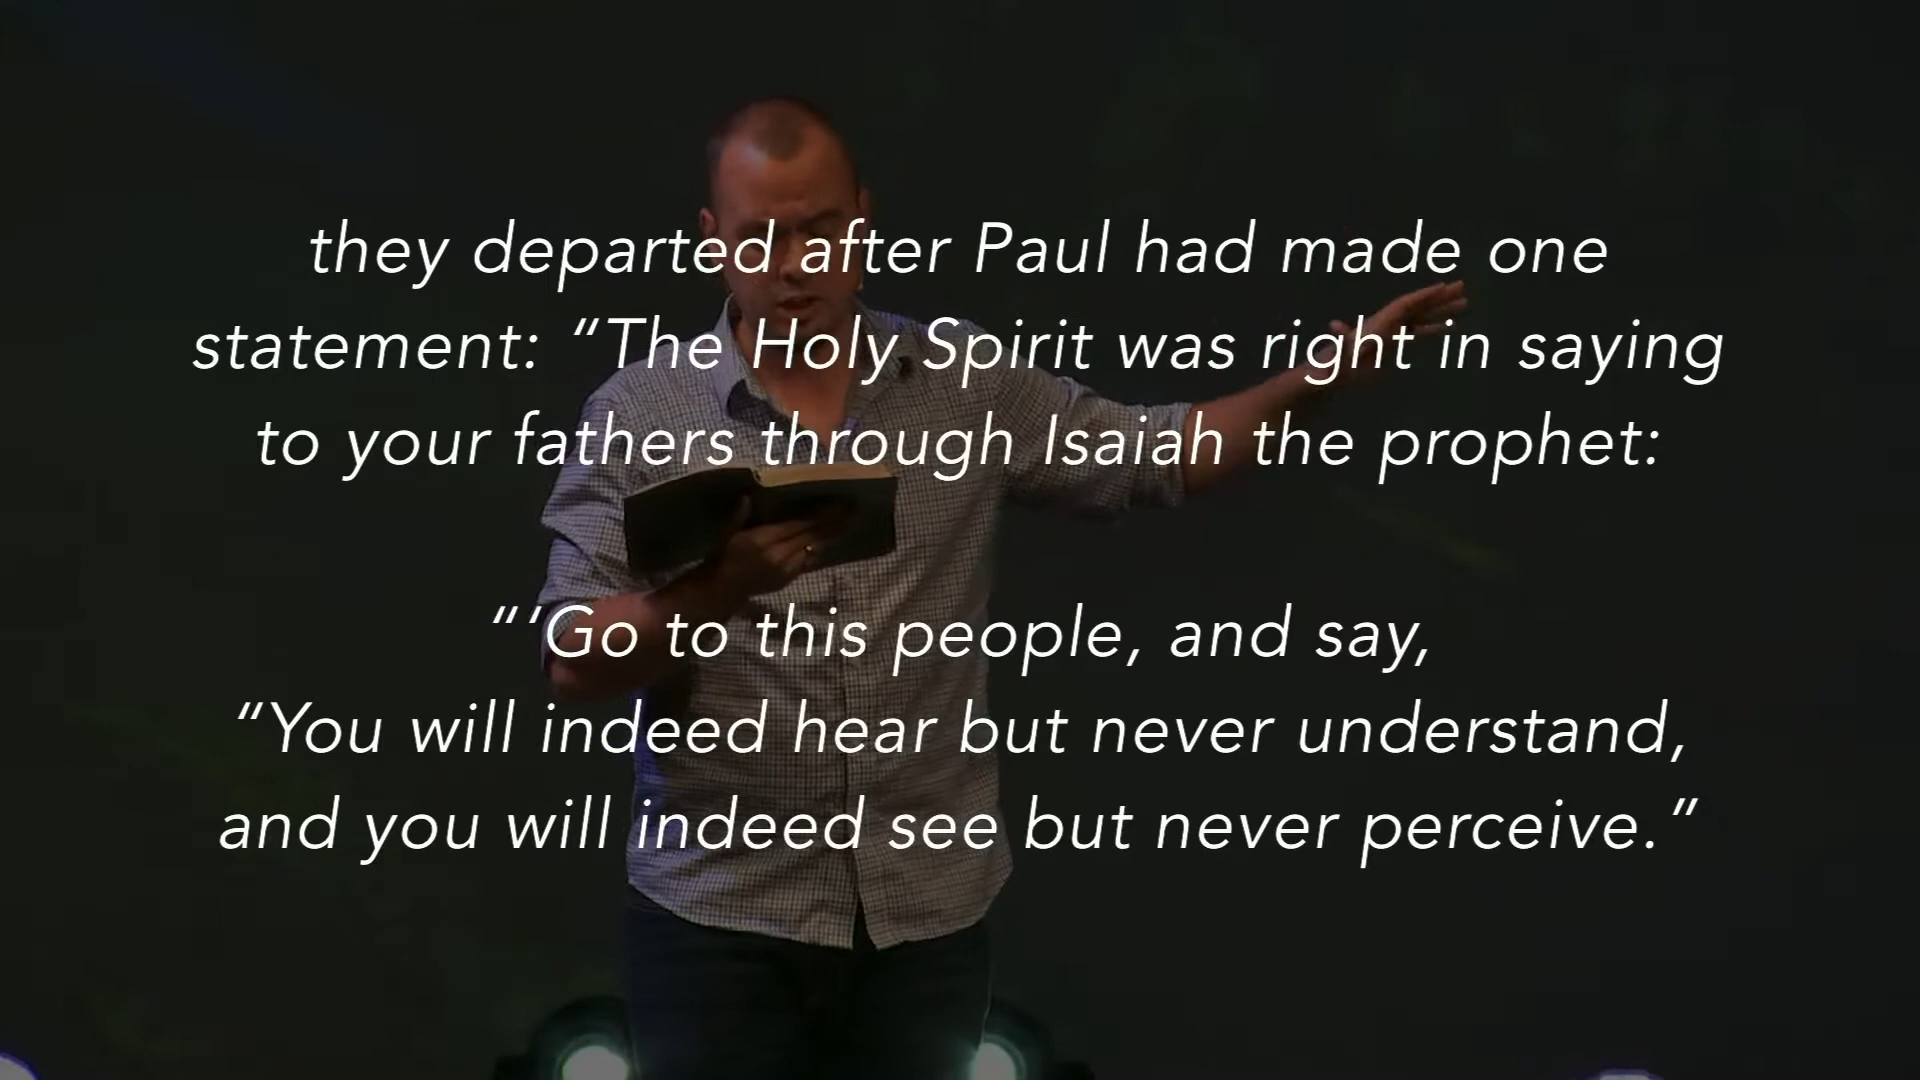 they departed after Paul had made one
statement: “The Holy Spirit was right in saying
to your fathers through Isaiah the prophet:
“‘Go to this people, and say,
“You will indeed hear but never understand,
and you will indeed see but never perceive.”